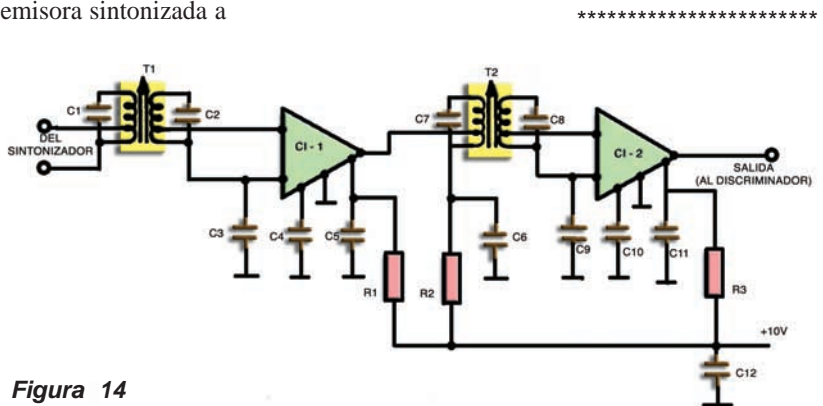 emisora sintonizada a
************************
T1
T2
C1
C2
C7
C8
CI - 1
CI - 2
DEL
SINTONIZADOR
SALIDA
(AL DISCRIMINADOR)
C3
C4
C5
C6
C9
C10
C11
R1
R2
R3
+10V
C12
Figura 14